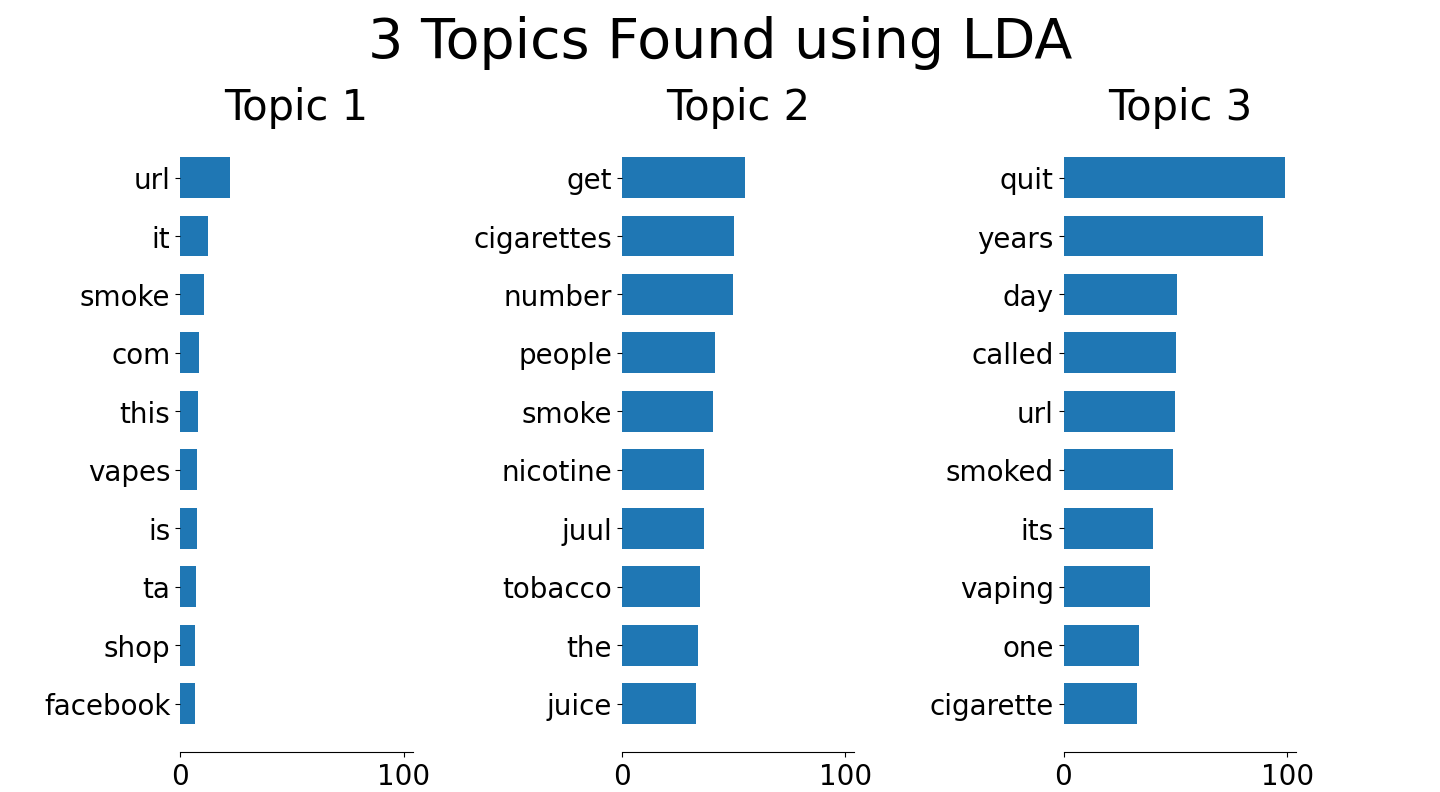 3 Topics Found using LDA
Topic 1
url
it
smoke
com
this
vapes
is
ta
shop
facebook
0 100
Topic 2
get
cigarettes
number
people
smoke
nicotine
juul
tobacco
the
juice
0 100
Topic 3
quit
years
day
called
url
smoked
its
vaping
one
cigarette
0 100